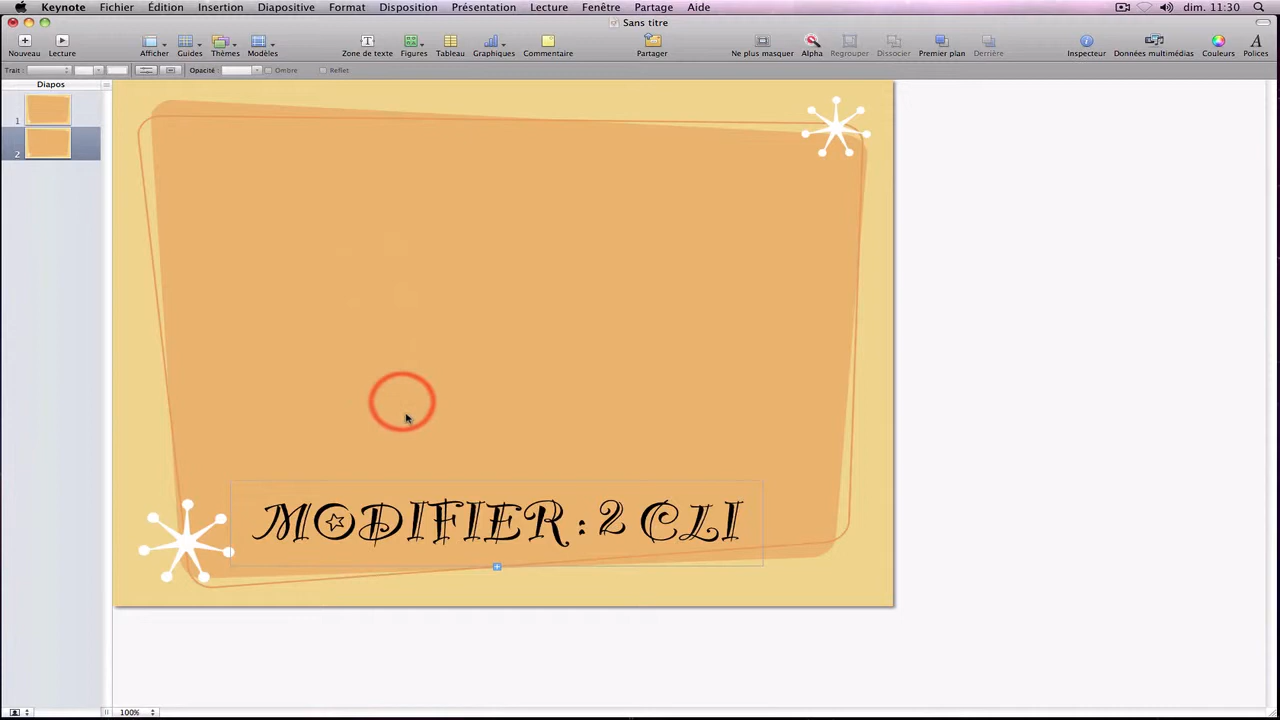 Keynote Fichier Édition Insertion Diapositive Format Disposition Présentation Lecture Fenêtre Partage Aide dim. 11:30
Sans titre
Nouveau Lecture Afficher Guides Thèmes Modèles Zone de texte Figures Tableau Graphiques Commentaire Partager Ne plus masquer Alpha Regrouper Dissocier Premier plan Derrière Inspecteur Données multimédias Couleurs Polices
Trait : Opacité : Ombre Reflet
Diapos
1
2
MODIFIER : 2 CLI
100%